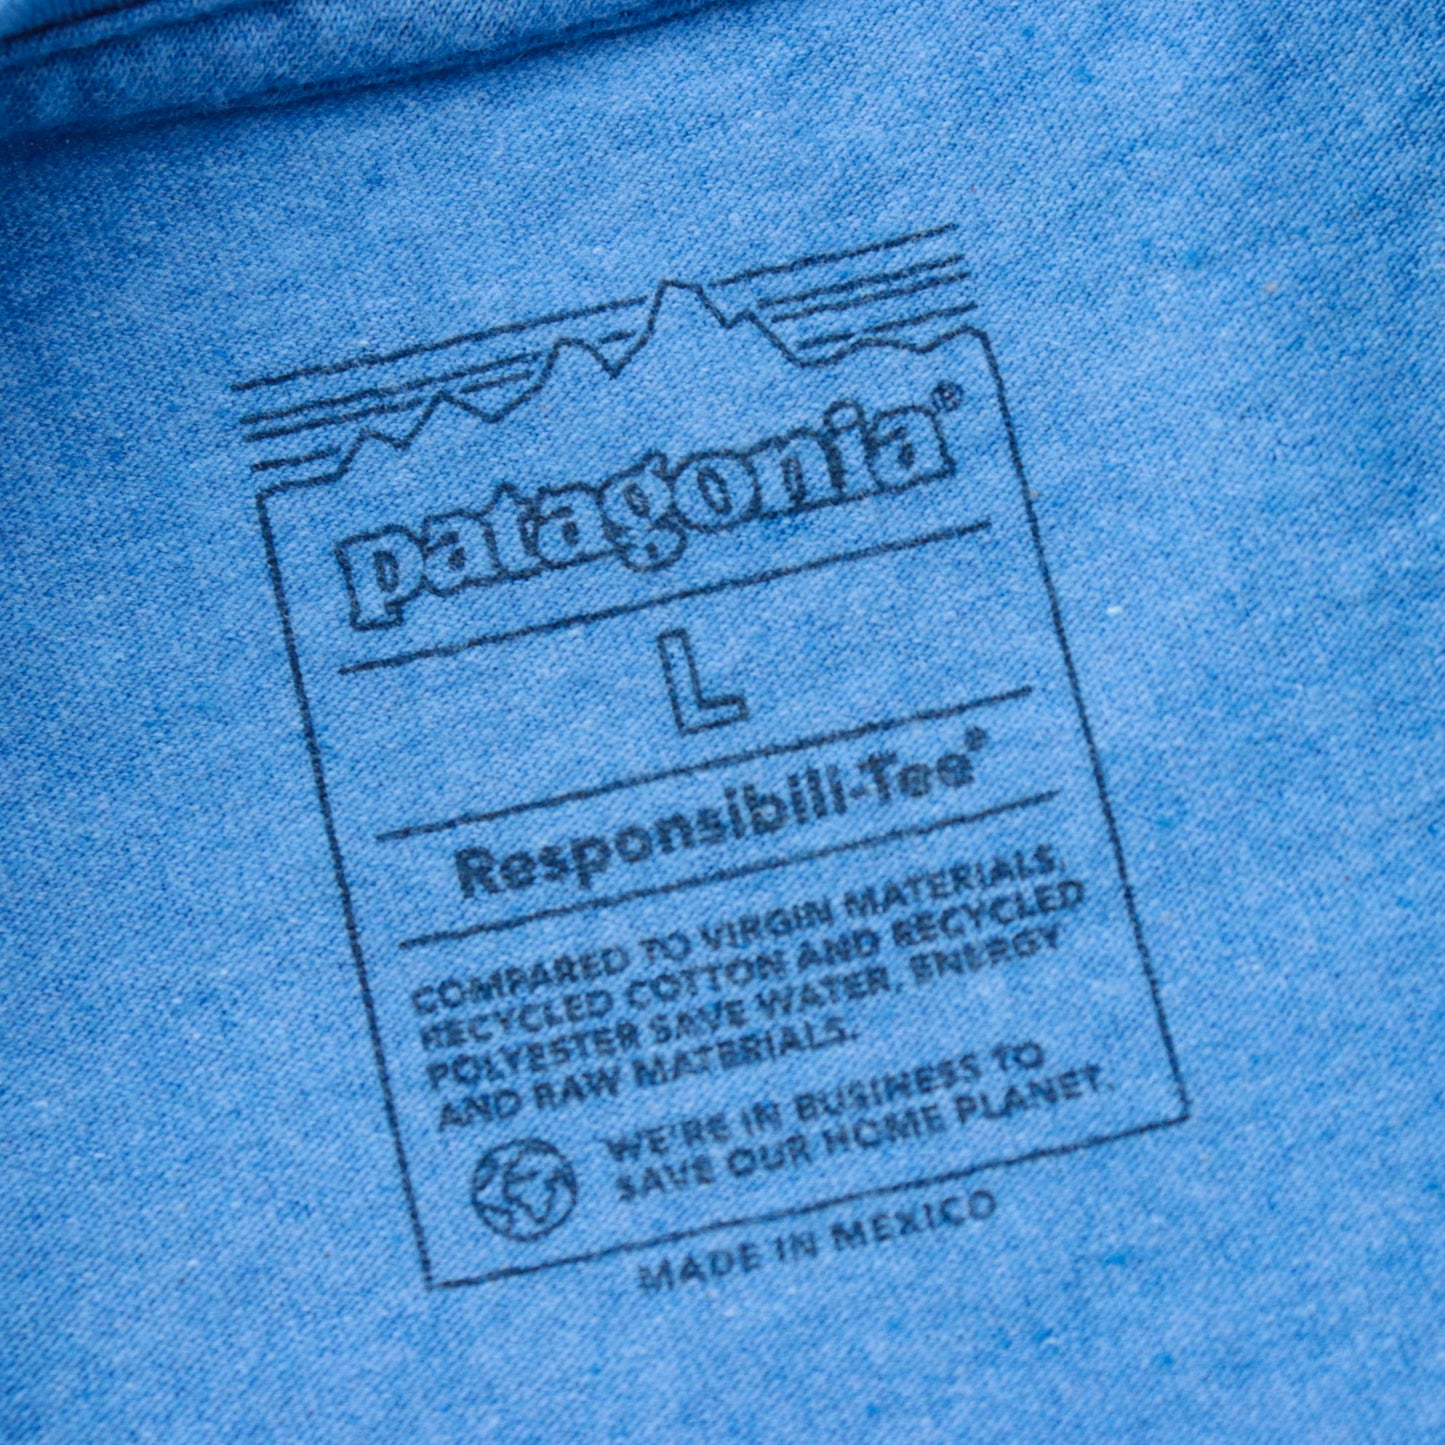 patagonia®
L
Responsibili-Tee®
COMPARED TO VIRGIN MATERIALS,
RECYCLED COTTON AND RECYCLED
POLYESTER SAVE WATER, ENERGY
AND RAW MATERIALS.
WE'RE IN BUSINESS TO
SAVE OUR HOME PLANET.
MADE IN MEXICO